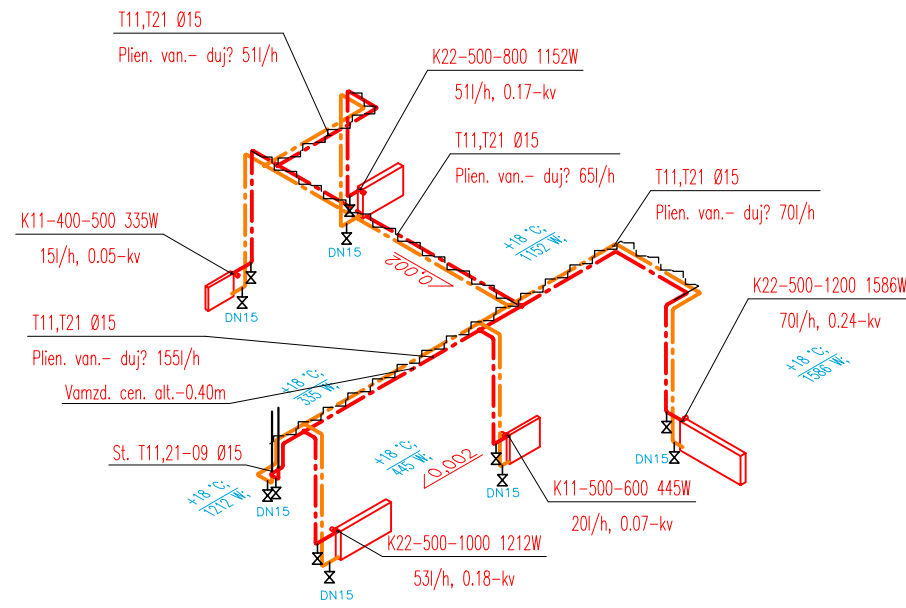 T11,T21 Ø15
Plien. van.- duj? 51l/h
K22-500-800 1152W
51l/h, 0.17-kv
T11,T21 Ø15
Plien. van.- duj? 65l/h
T11,T21 Ø15
Plien. van.- duj? 70l/h
K11-400-500 335W
15l/h, 0.05-kv
DN15
+18 °C;
1152 W;
∠0,002
DN15
K22-500-1200 1586W
70l/h, 0.24-kv
T11,T21 Ø15
Plien. van.- duj? 155l/h
Vamzd. cen. alt.-0.40m
+18 °C;
1586 W;
+18 °C;
335 W;
St. T11,21-09 Ø15
+18 °C;
445 W;
∠0,002
DN15
+18 °C;
1212 W;
DN15
DN15
K11-500-600 445W
20l/h, 0.07-kv
K22-500-1000 1212W
53l/h, 0.18-kv
DN15